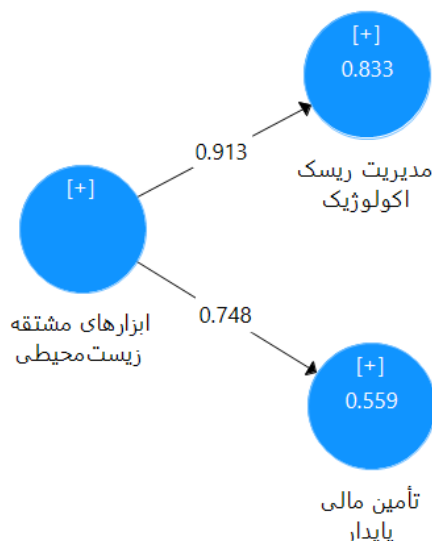 [+]
0.833
0.913
مدیریت ریسک
اکولوژیک
[+]
ابزارهای مشتقه
زیست‌محیطی
0.748
[+]
0.559
تأمین مالی
پایدار